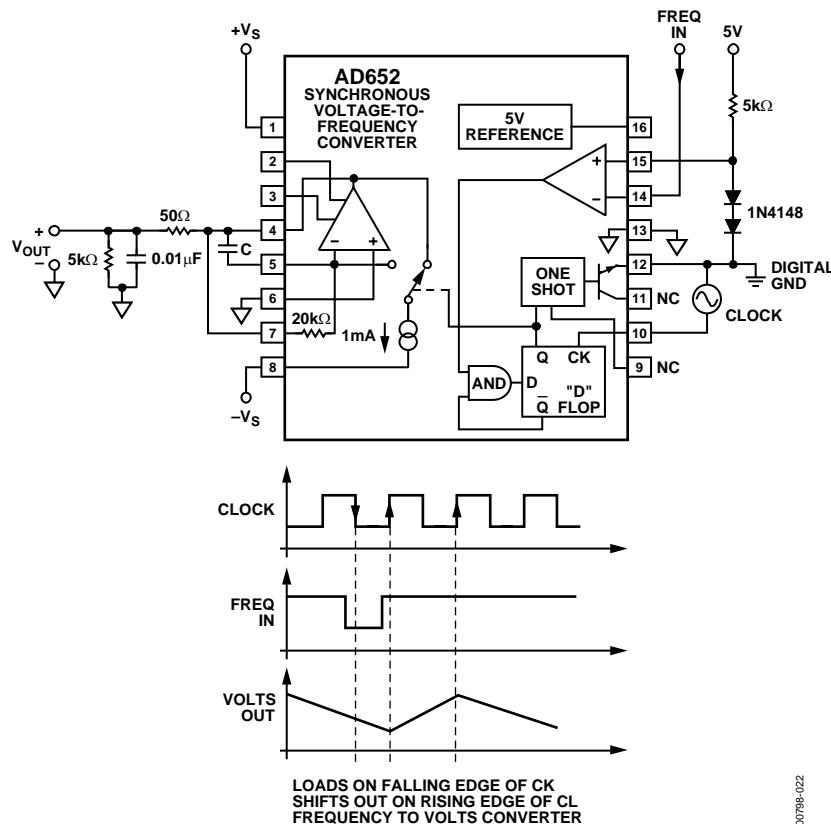 +VS
FREQ
IN
5V
AD652
SYNCHRONOUS
VOLTAGE-TO-
FREQUENCY
CONVERTER
5V
REFERENCE
5kΩ
1
2
3
4
5
6
7
8
16
15
14
13
12
11
10
9
+
–
1N4148
50Ω
+
VOUT
–
5kΩ
0.01μF
C
–
+
20kΩ
1mA
–VS
ONE
SHOT
DIGITAL
GND
NC
CLOCK
NC
AND
D
Q
CK
"D"
Q̅
FLOP
CLOCK
FREQ
IN
VOLTS
OUT
LOADS ON FALLING EDGE OF CK
SHIFTS OUT ON RISING EDGE OF CL
FREQUENCY TO VOLTS CONVERTER
00798-022